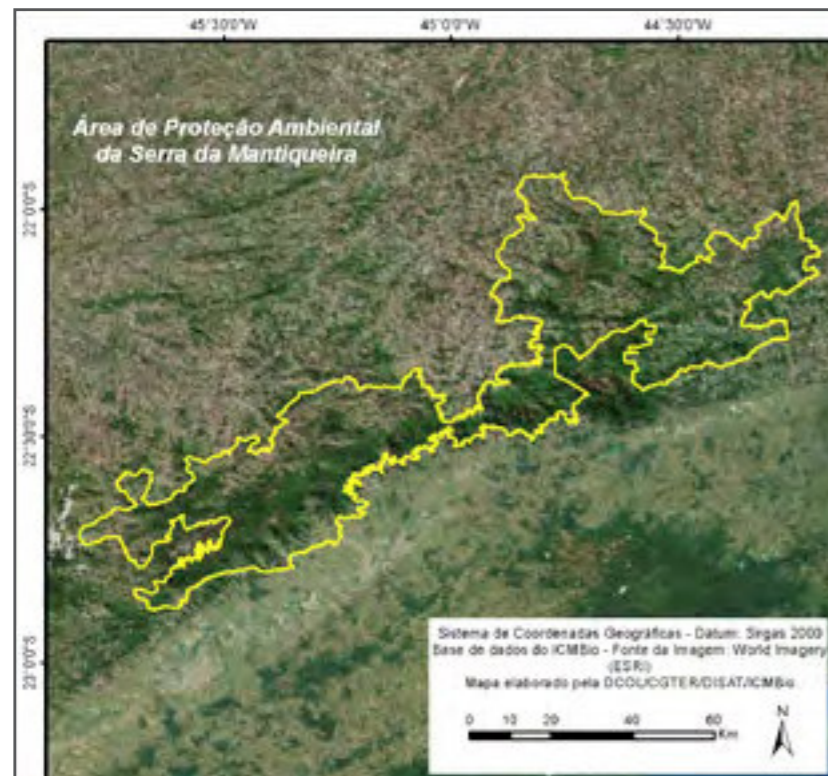 45°30'0"W 45°0'0"W 44°30'0"W
Área de Proteção Ambiental
da Serra da Mantiqueira
22°0'0"S
22°30'0"S
23°0'0"S
Sistema de Coordenadas Geográficas - Datum: Sirgas 2000
Base de dados do ICMBio - Fonte da Imagem: World Imagery
(ESRI)
Mapa elaborado pela DCOL/CGTER/DISAT/ICMBio
0 10 20 40 60
Km
N